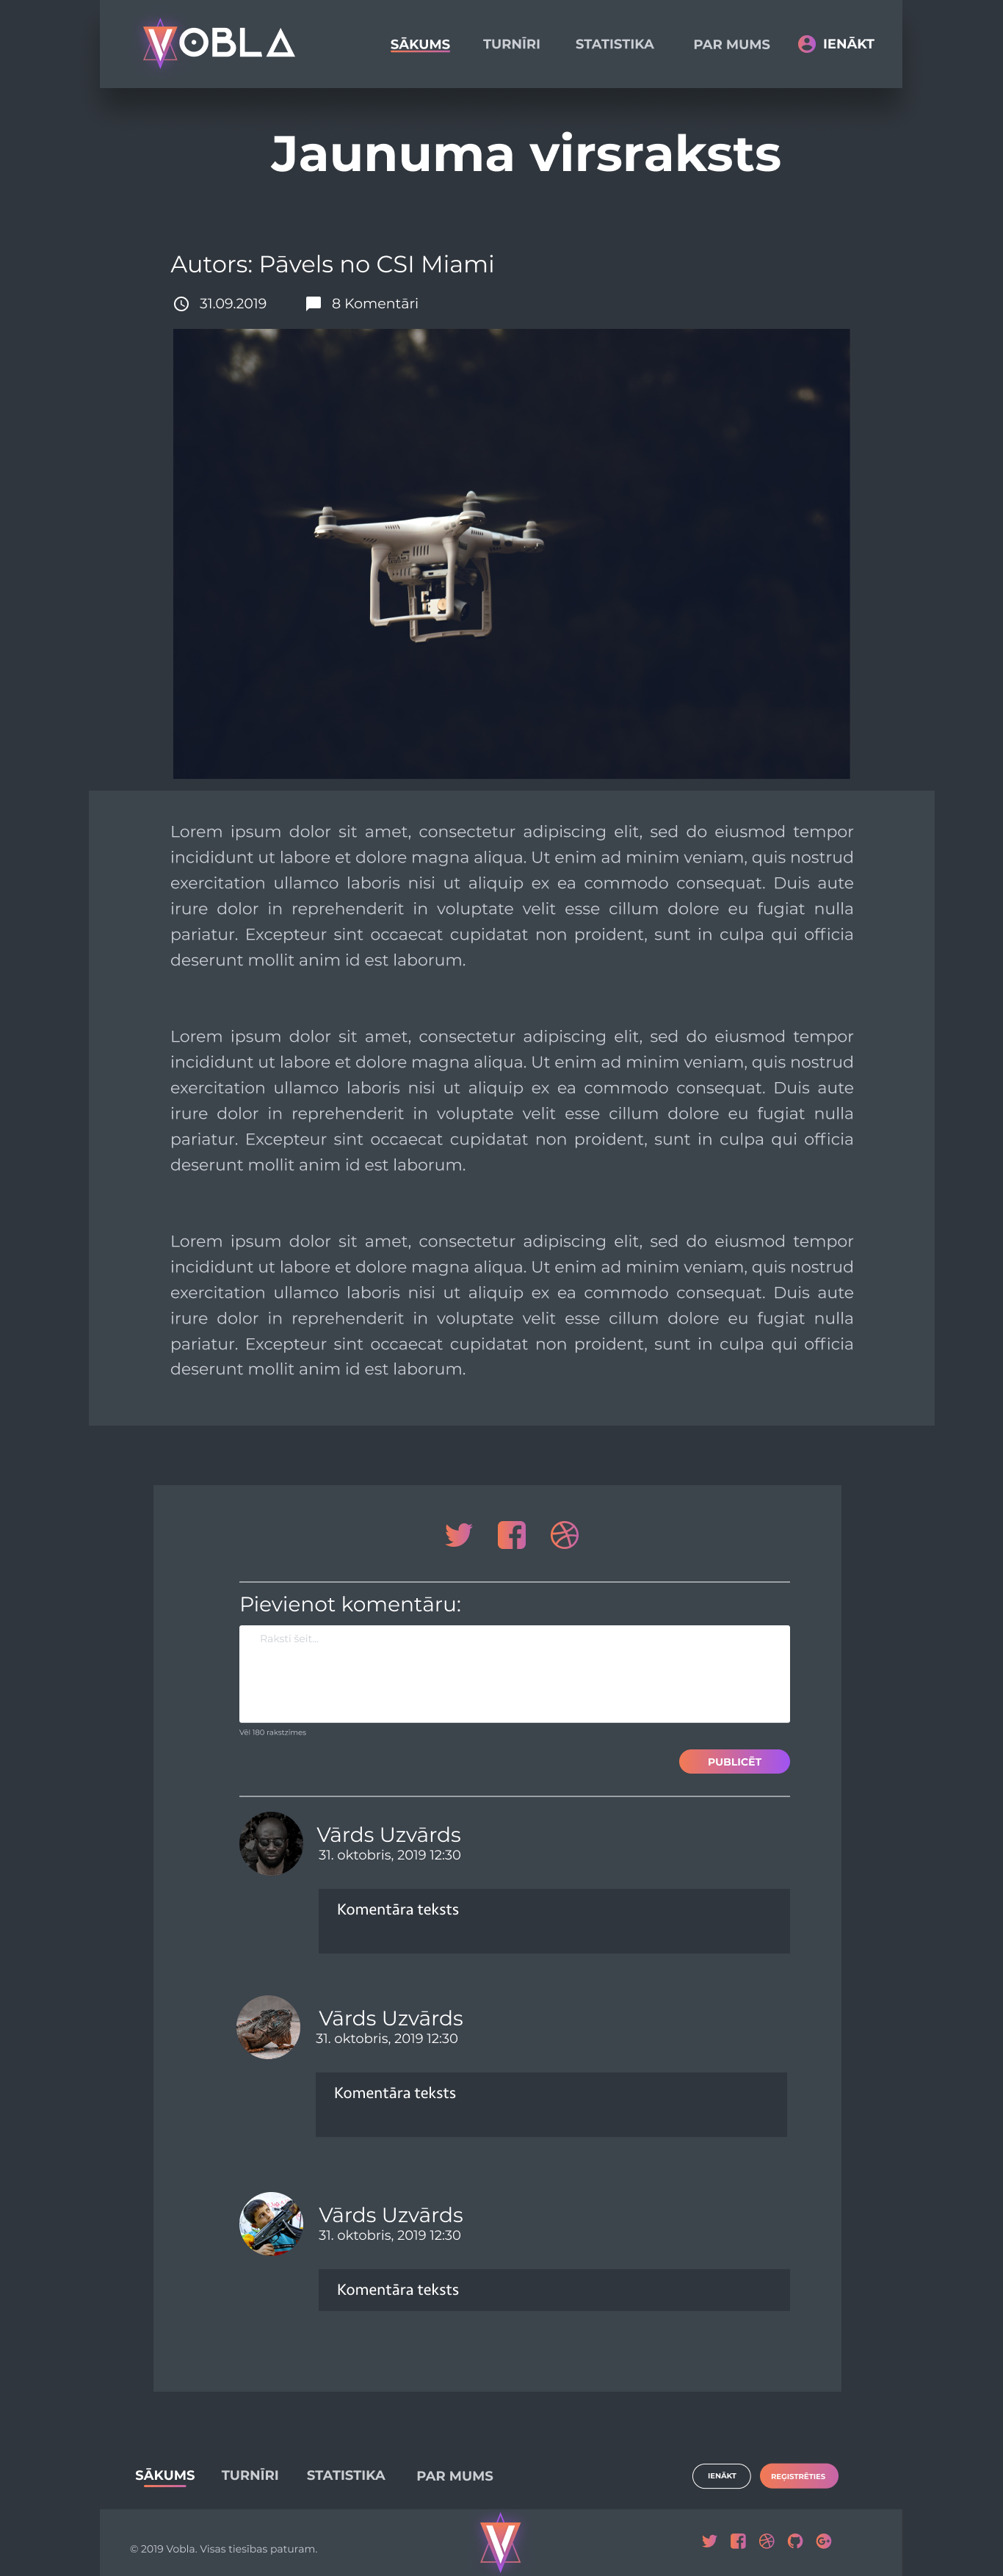 VOBLA
SĀKUMS TURNĪRI STATISTIKA PAR MUMS IENĀKT
Jaunuma virsraksts
Autors: Pāvels no CSI Miami
31.09.2019 8 Komentāri
Lorem ipsum dolor sit amet, consectetur adipiscing elit, sed do eiusmod tempor
incididunt ut labore et dolore magna aliqua. Ut enim ad minim veniam, quis nostrud
exercitation ullamco laboris nisi ut aliquip ex ea commodo consequat. Duis aute
irure dolor in reprehenderit in voluptate velit esse cillum dolore eu fugiat nulla
pariatur. Excepteur sint occaecat cupidatat non proident, sunt in culpa qui officia
deserunt mollit anim id est laborum.
Lorem ipsum dolor sit amet, consectetur adipiscing elit, sed do eiusmod tempor
incididunt ut labore et dolore magna aliqua. Ut enim ad minim veniam, quis nostrud
exercitation ullamco laboris nisi ut aliquip ex ea commodo consequat. Duis aute
irure dolor in reprehenderit in voluptate velit esse cillum dolore eu fugiat nulla
pariatur. Excepteur sint occaecat cupidatat non proident, sunt in culpa qui officia
deserunt mollit anim id est laborum.
Lorem ipsum dolor sit amet, consectetur adipiscing elit, sed do eiusmod tempor
incididunt ut labore et dolore magna aliqua. Ut enim ad minim veniam, quis nostrud
exercitation ullamco laboris nisi ut aliquip ex ea commodo consequat. Duis aute
irure dolor in reprehenderit in voluptate velit esse cillum dolore eu fugiat nulla
pariatur. Excepteur sint occaecat cupidatat non proident, sunt in culpa qui officia
deserunt mollit anim id est laborum.
Pievienot komentāru:
Raksti šeit...
Vēl 180 rakstzīmes
PUBLICĒT
Vārds Uzvārds
31. oktobris, 2019 12:30
Komentāra teksts
Vārds Uzvārds
31. oktobris, 2019 12:30
Komentāra teksts
Vārds Uzvārds
31. oktobris, 2019 12:30
Komentāra teksts
SĀKUMS TURNĪRI STATISTIKA PAR MUMS IENĀKT REĢISTRĒTIES
© 2019 Vobla. Visas tiesības paturam.